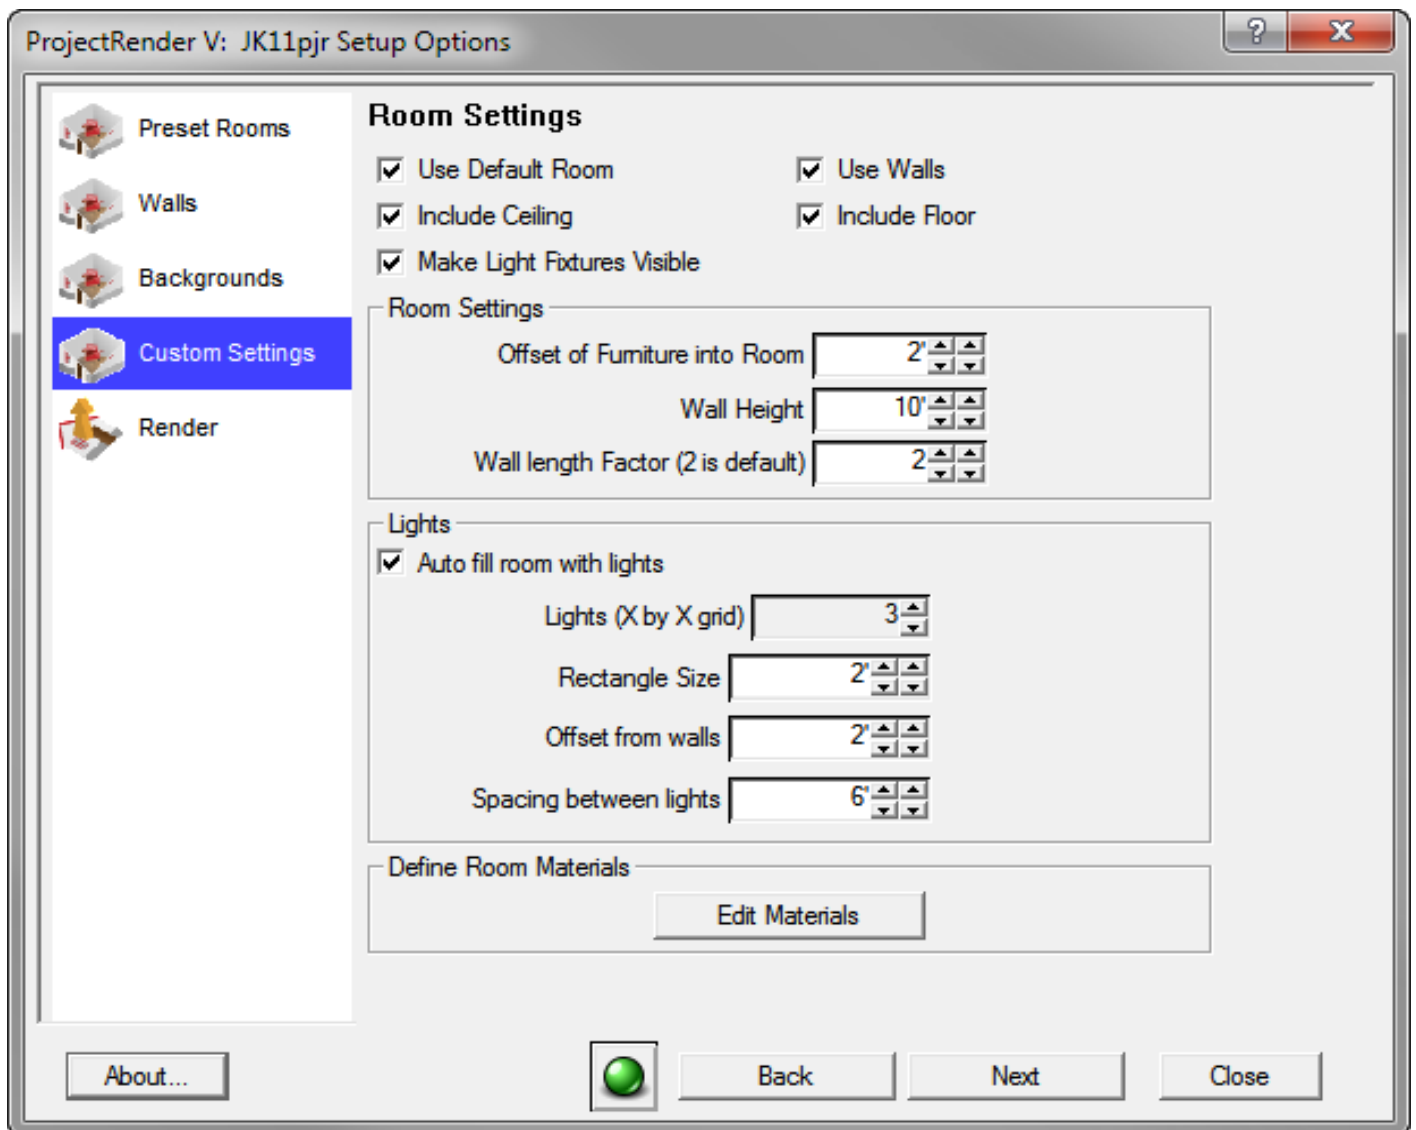 ProjectRender V:  JK11pjr Setup Options
?
X
Preset Rooms
Walls
Backgrounds
Custom Settings
Render
Room Settings
Use Default Room
Use Walls
Include Ceiling
Include Floor
Make Light Fixtures Visible
Room Settings
Offset of Furniture into Room 2'
Wall Height 10'
Wall length Factor (2 is default) 2
Lights
Auto fill room with lights
Lights (X by X grid) 3
Rectangle Size 2'
Offset from walls 2'
Spacing between lights 6'
Define Room Materials
Edit Materials
About...
Back
Next
Close